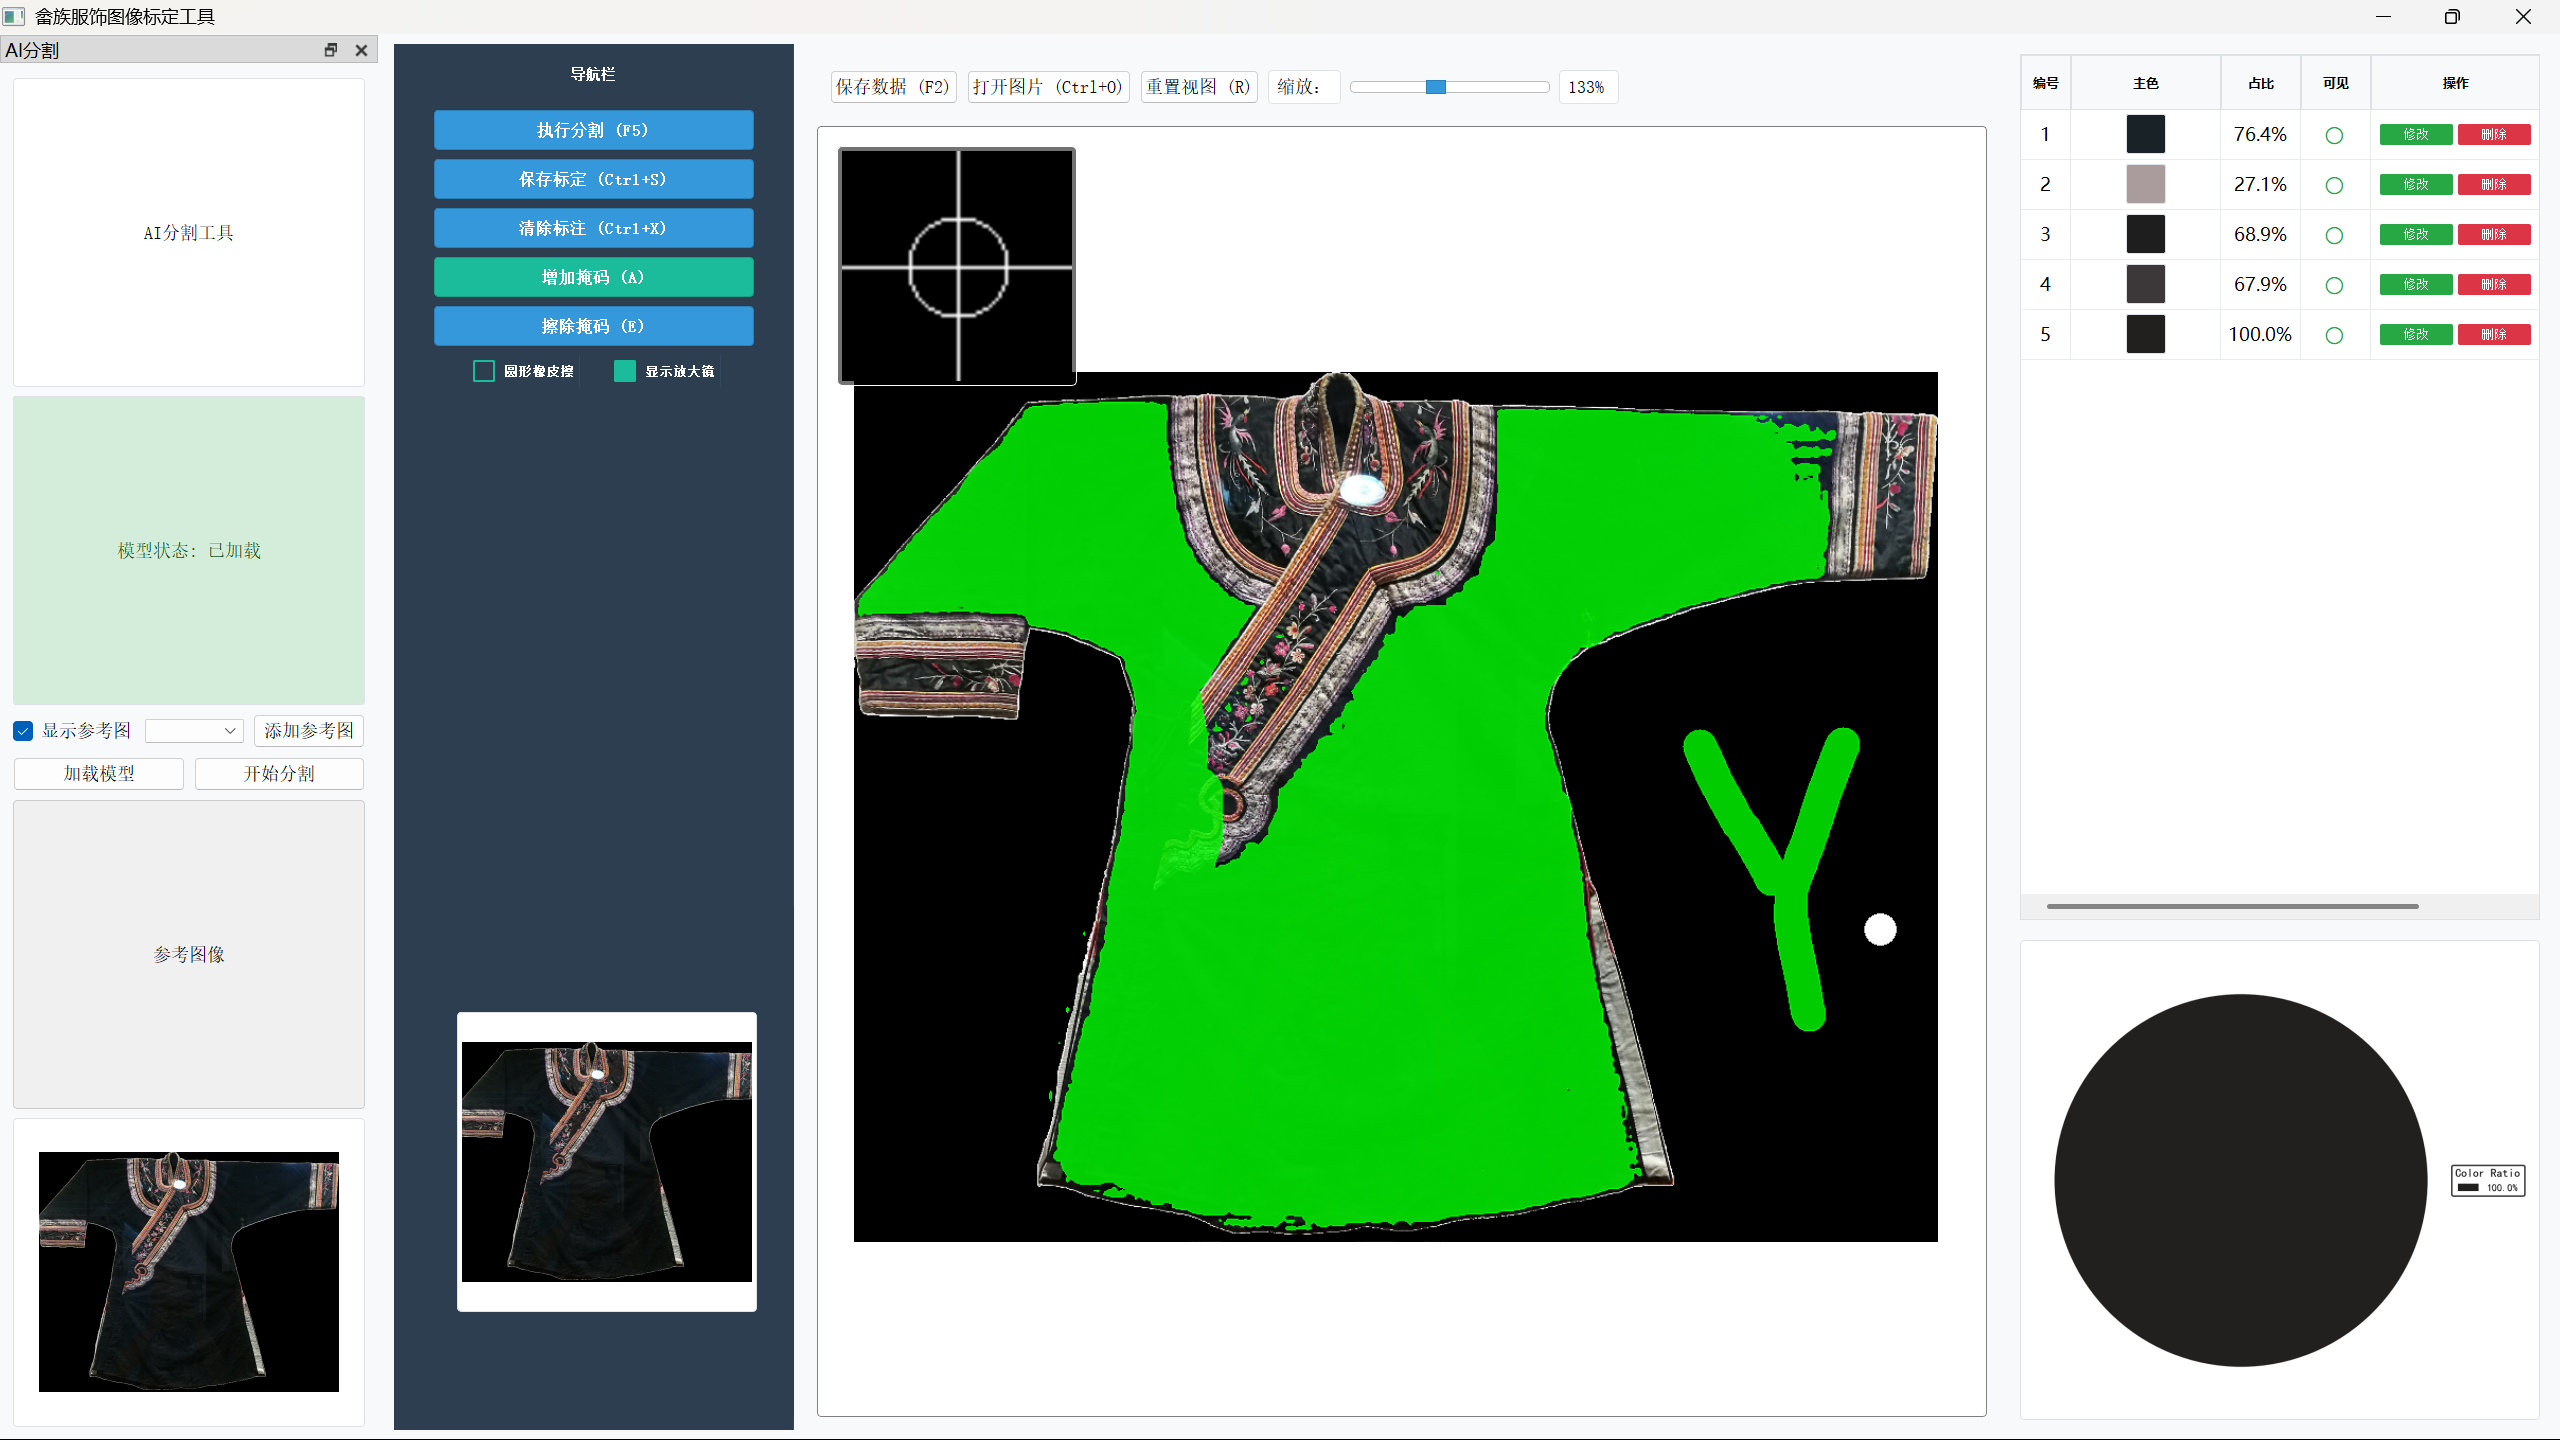 畲族服饰图像标定工具
AI分割
AI分割工具
模型状态: 已加载
显示参考图
添加参考图
加载模型
开始分割
参考图像
导航栏
执行分割 (F5)
保存标定 (Ctrl+S)
清除标注 (Ctrl+X)
增加掩码 (A)
擦除掩码 (E)
圆形橡皮擦
显示放大镜
保存数据 (F2)
打开图片 (Ctrl+O)
重置视图 (R)
缩放:
133%
编号 主色 占比 可见 操作
1 76.4% 修改 删除
2 27.1% 修改 删除
3 68.9% 修改 删除
4 67.9% 修改 删除
5 100.0% 修改 删除
Color Ratio
100.0%